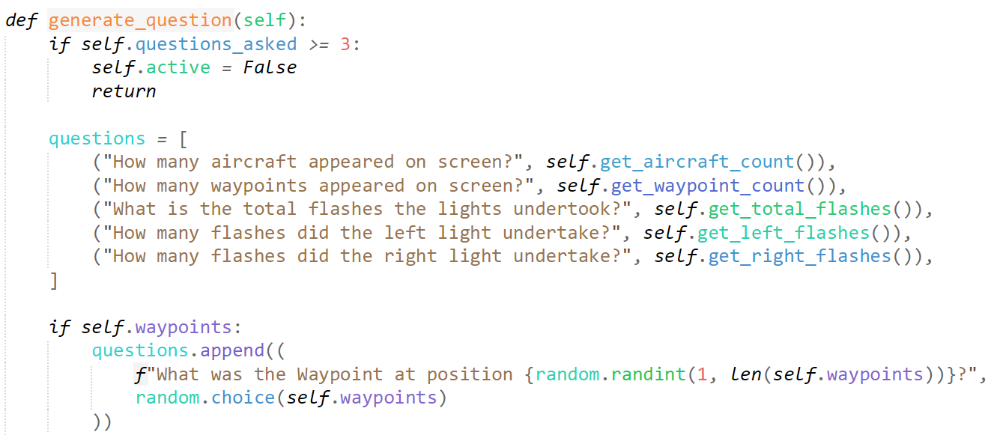 def generate_question(self):
    if self.questions_asked >= 3:
        self.active = False
        return

    questions = [
        ("How many aircraft appeared on screen?", self.get_aircraft_count()),
        ("How many waypoints appeared on screen?", self.get_waypoint_count()),
        ("What is the total flashes the lights undertook?", self.get_total_flashes()),
        ("How many flashes did the left light undertake?", self.get_left_flashes()),
        ("How many flashes did the right light undertake?", self.get_right_flashes()),
    ]

    if self.waypoints:
        questions.append((
            f"What was the Waypoint at position {random.randint(1, len(self.waypoints))}?",
            random.choice(self.waypoints)
        ))